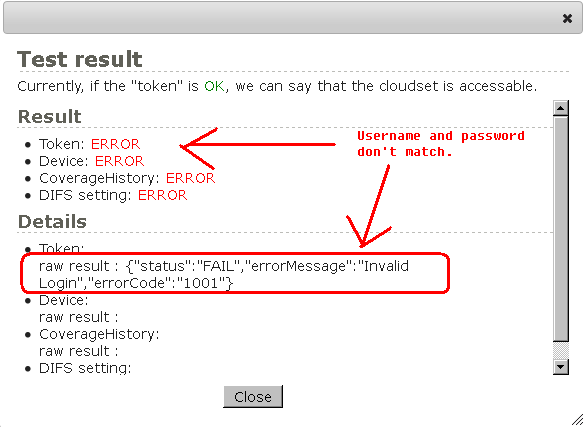 Test result
Currently, if the "token" is OK, we can say that the cloudset is accessable.
Result
Token: ERROR
Device: ERROR
CoverageHistory: ERROR
DIFS setting: ERROR
Username and password
don't match.
Details
Token:
raw result : {"status":"FAIL","errorMessage":"Invalid
Login","errorCode":"1001"}
Device:
raw result :
CoverageHistory:
raw result :
DIFS setting:
Close